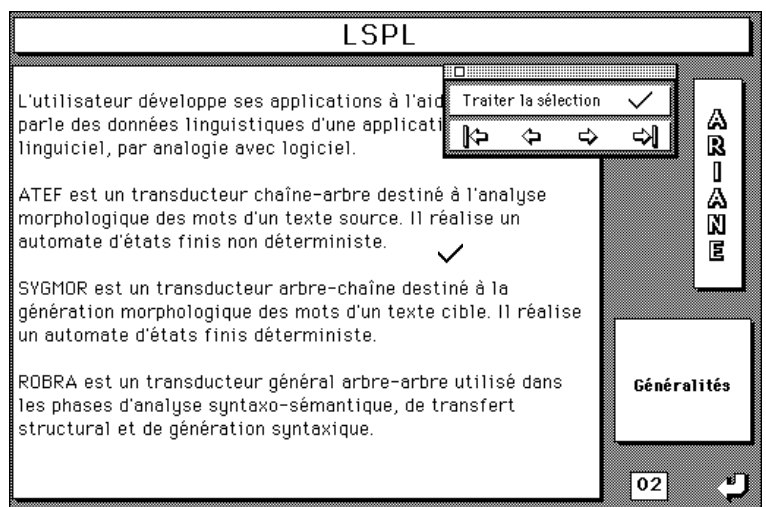 LSPL
L'utilisateur développe ses applications à l'aid
parle des données linguistiques d'une applicati
linguiciel, par analogie avec logiciel.
Traiter la sélection
ATEF est un transducteur chaîne-arbre destiné à l'analyse
morphologique des mots d'un texte source. Il réalise un
automate d'états finis non déterministe.
SYGMOR est un transducteur arbre-chaîne destiné à la
génération morphologique des mots d'un texte cible. Il réalise
un automate d'états finis déterministe.
ROBRA est un transducteur général arbre-arbre utilisé dans
les phases d'analyse syntaxo-sémantique, de transfert
structural et de génération syntaxique.
ARIANE
Généralités
02